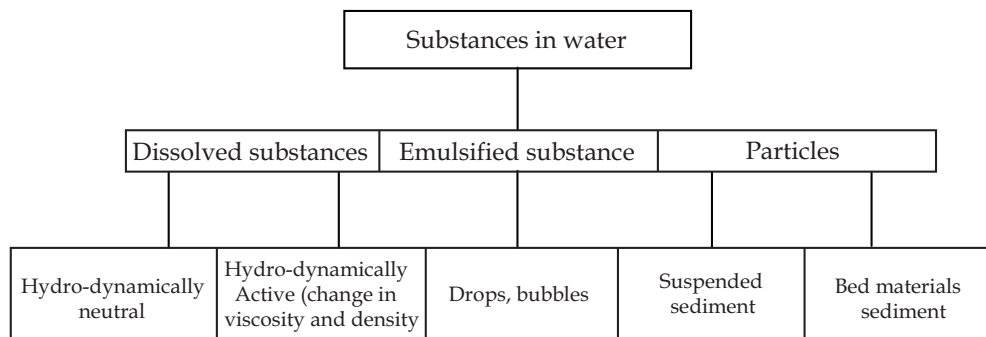 Substances in water
Dissolved substances
Emulsified substance
Particles
Hydro-dynamically
neutral
Hydro-dynamically
Active (change in
viscosity and density
Drops, bubbles
Suspended
sediment
Bed materials
sediment